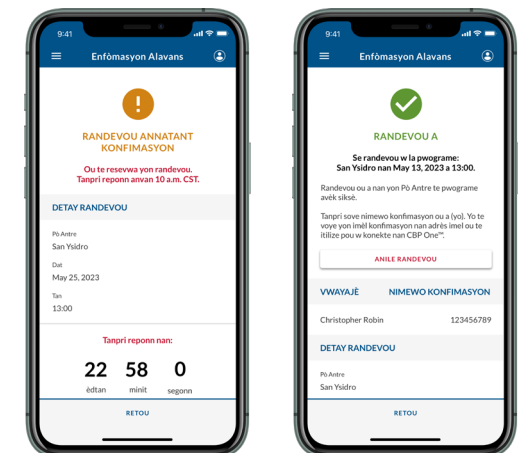 9:41
Enfòmasyon Alavans
!
RANDEVOU ANNATANT
KONFIMASYON
Ou te resevwa yon randevou.
Tanpri reponn anvan 10 a.m. CST.
DETAY RANDEVOU
Pò Antre
San Ysidro
Dat
May 25, 2023
Tan
13:00
Tanpri reponn nan:
22 58 0
èdtan minit segonn
RETOU
9:41
Enfòmasyon Alavans
RANDEVOU A
Se randevou w la pwograme:
San Ysidro nan May 13, 2023 a 13:00.
Randevou ou a nan yon Pò Antre te pwograme
avèk siksè.
Tanpri sove nimewo konfimasyon ou a (yo). Yo te
voye yon imèl konfimasyon nan adrès imel ou te
itilize pou w konekte nan CBP One™.
ANILE RANDEVOU
VWAYAJÈ NIMEWO KONFIMASYON
Christopher Robin 123456789
DETAY RANDEVOU
Pò Antre
San Ysidro
RETOU